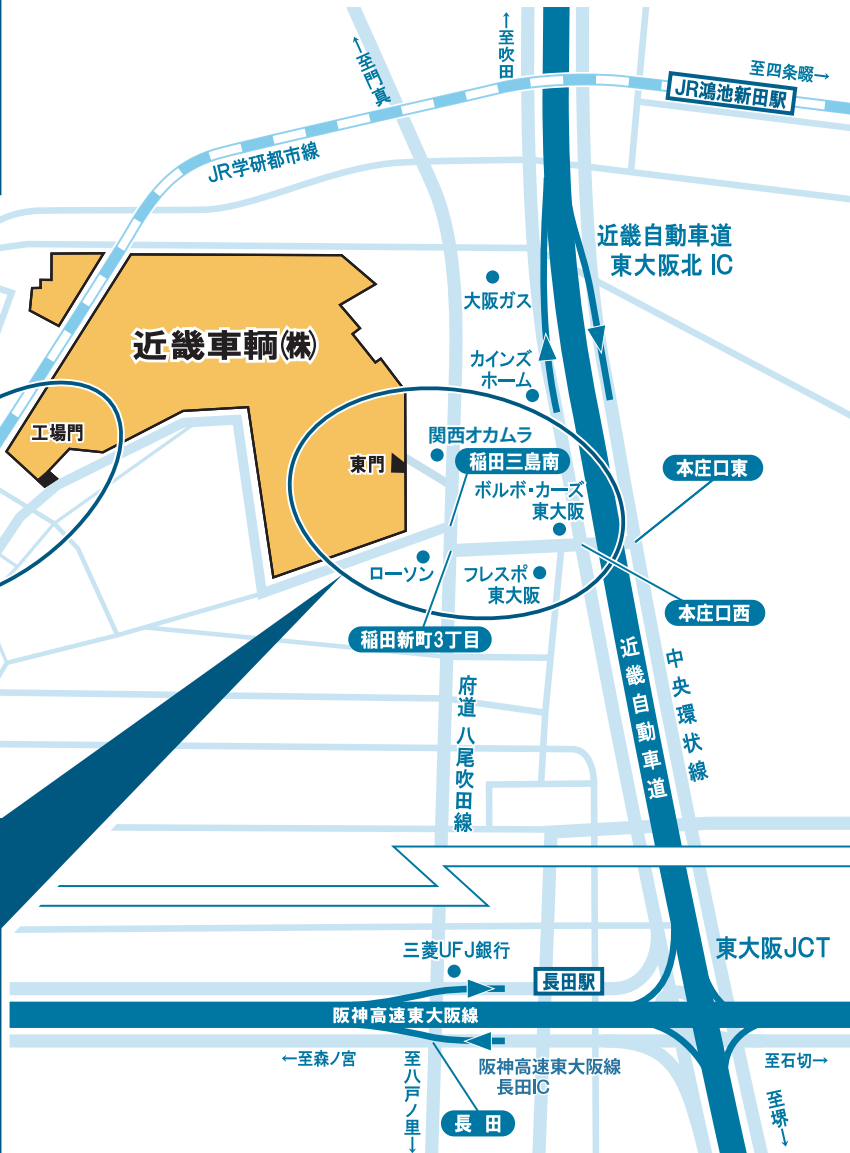 ←至吹田
←至門真
至四条畷→
JR鴻池新田駅
JR学研都市線
近畿自動車道
東大阪北 IC
大阪ガス
近畿車輌㈱
カインズ
ホーム
工場門
関西オカムラ
東門
稲田三島南
本庄口東
ボルボ・カーズ
東大阪
ローソン
フレスポ
東大阪
本庄口西
稲田新町3丁目
近畿自動車道
中央環状線
府道 八尾吹田線
三菱UFJ銀行
東大阪JCT
長田駅
阪神高速東大阪線
←至森ノ宮
至八戸ノ里→
阪神高速東大阪線
長田IC
至石切→
長 田
至堺→